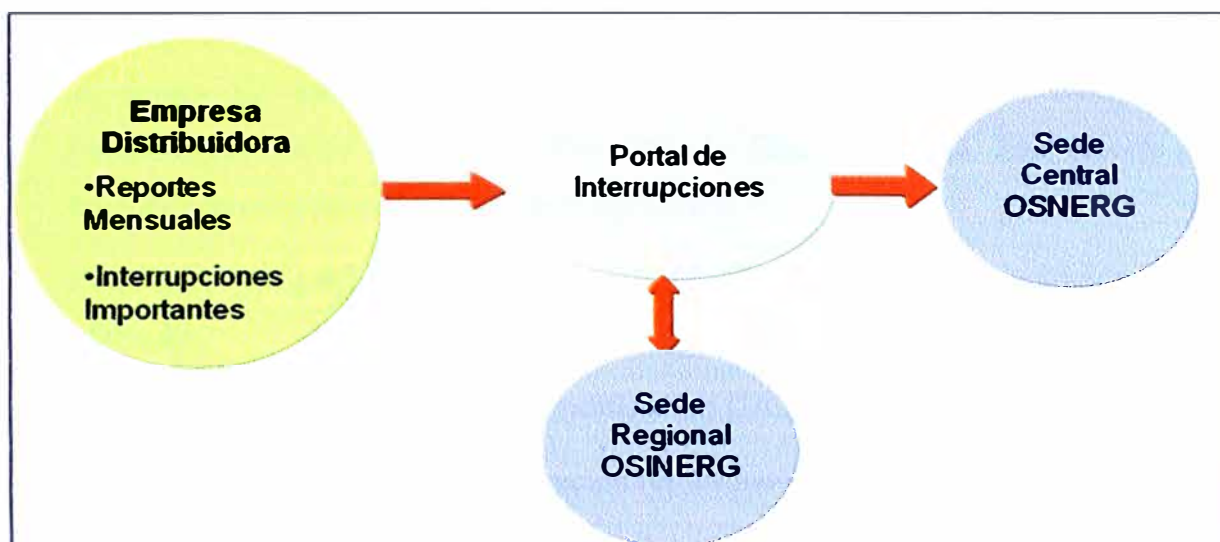 Empresa
Distribuidora
•Reportes
Mensuales
•Interrupciones
Importantes
Portal de
Interrupciones
Sede
Central
OSNERG
Sede
Regional
OSINERG